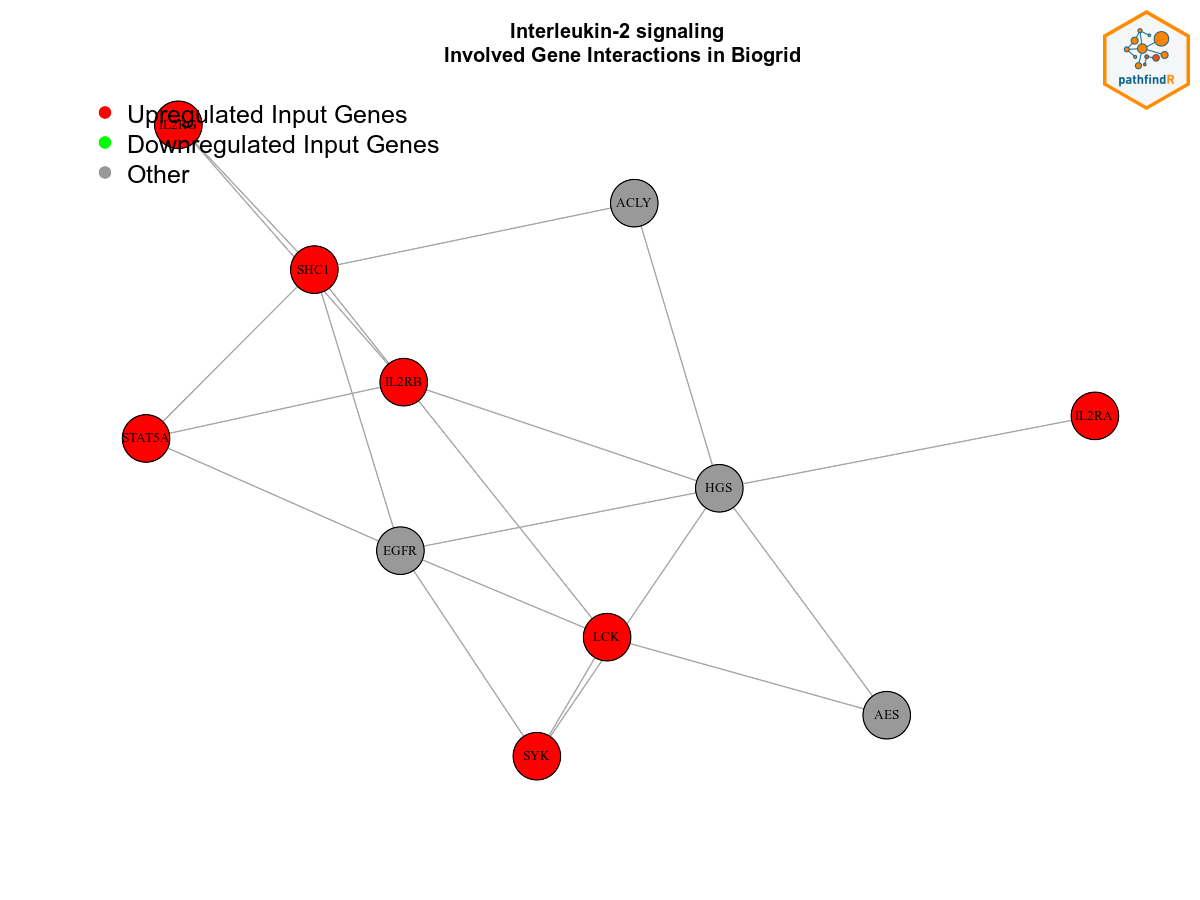 Interleukin-2 signaling
Involved Gene Interactions in Biogrid
pathfindR
Upregulated Input Genes
IL2RG
Downregulated Input Genes
Other
ACLY
SHC1
IL2RB
IL2RA
STAT5A
HGS
EGFR
LCK
AES
SYK